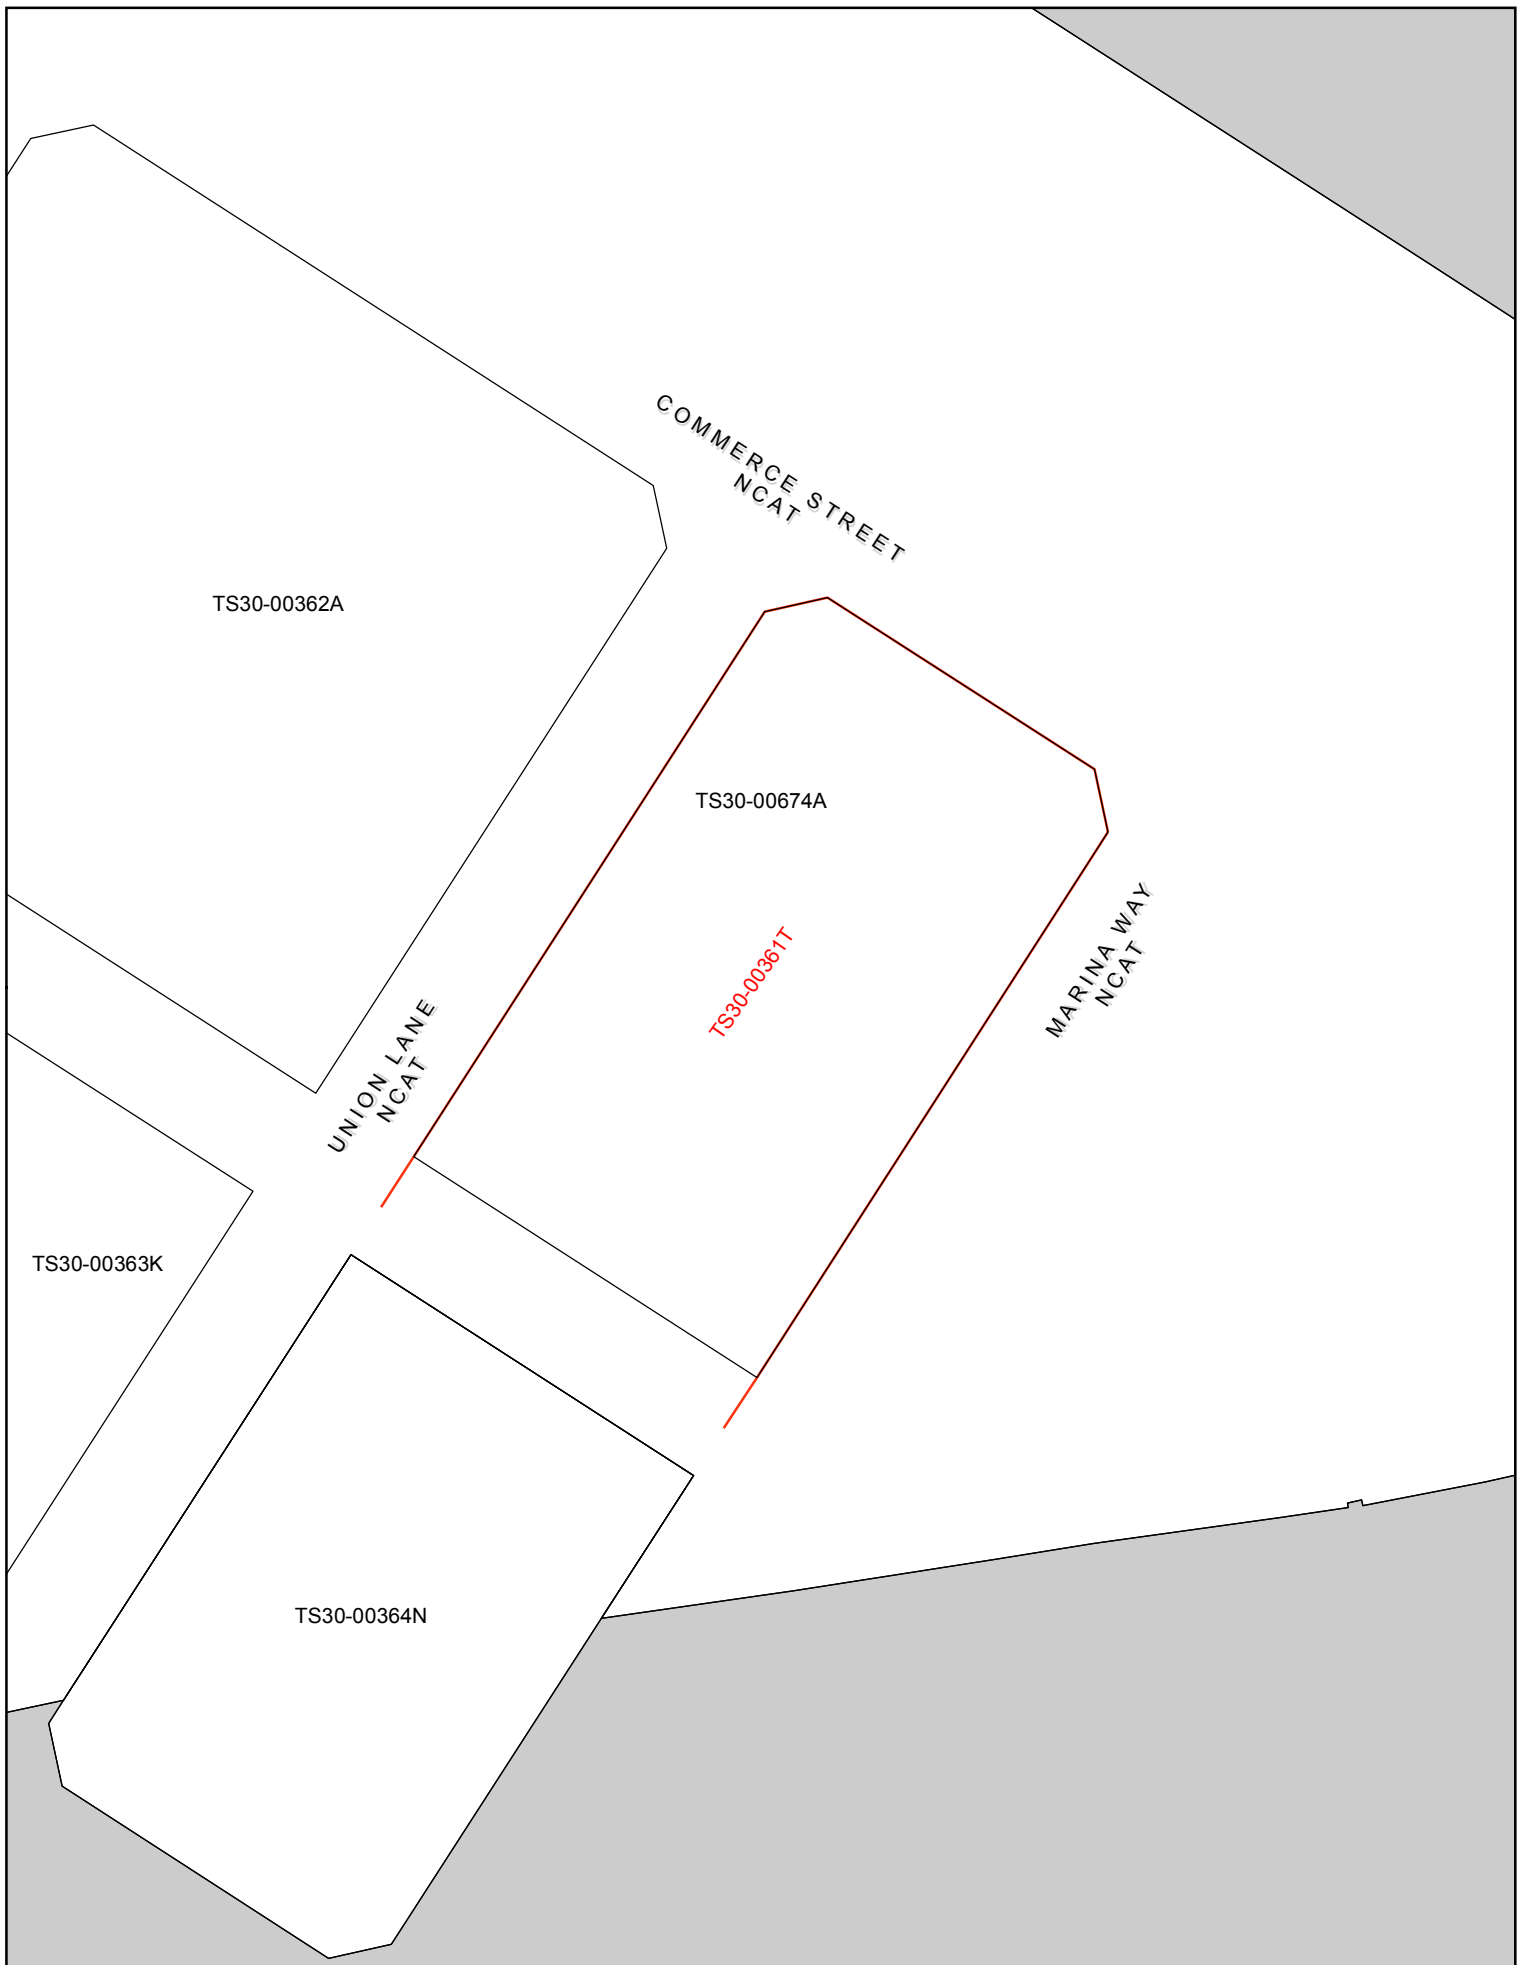 COMMERCE STREET
NCAT
TS30-00362A
TS30-00674A
TS30-00361T
MARINA WAY
NCAT
UNION LANE
NCAT
TS30-00363K
TS30-00364N